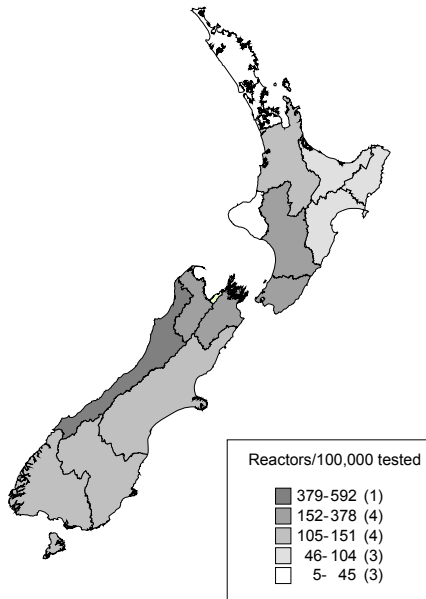 Reactors/100,000 tested
379-592 (1)
152-378 (4)
105-151 (4)
46-104 (3)
5- 45 (3)